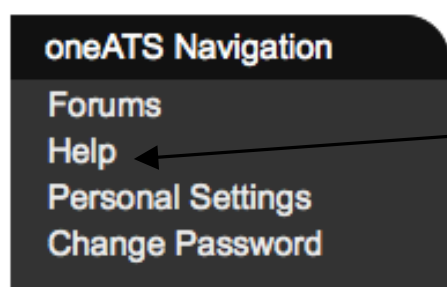 oneATS Navigation
Forums
Help
Personal Settings
Change Password